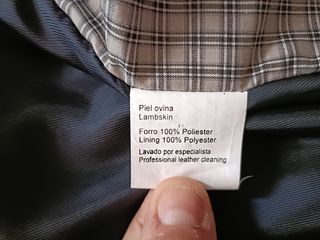 Piel ovina
Lambskin
Forro 100% Poliester
Lining 100% Polyester
Lavado por especialista
Professional leather cleaning